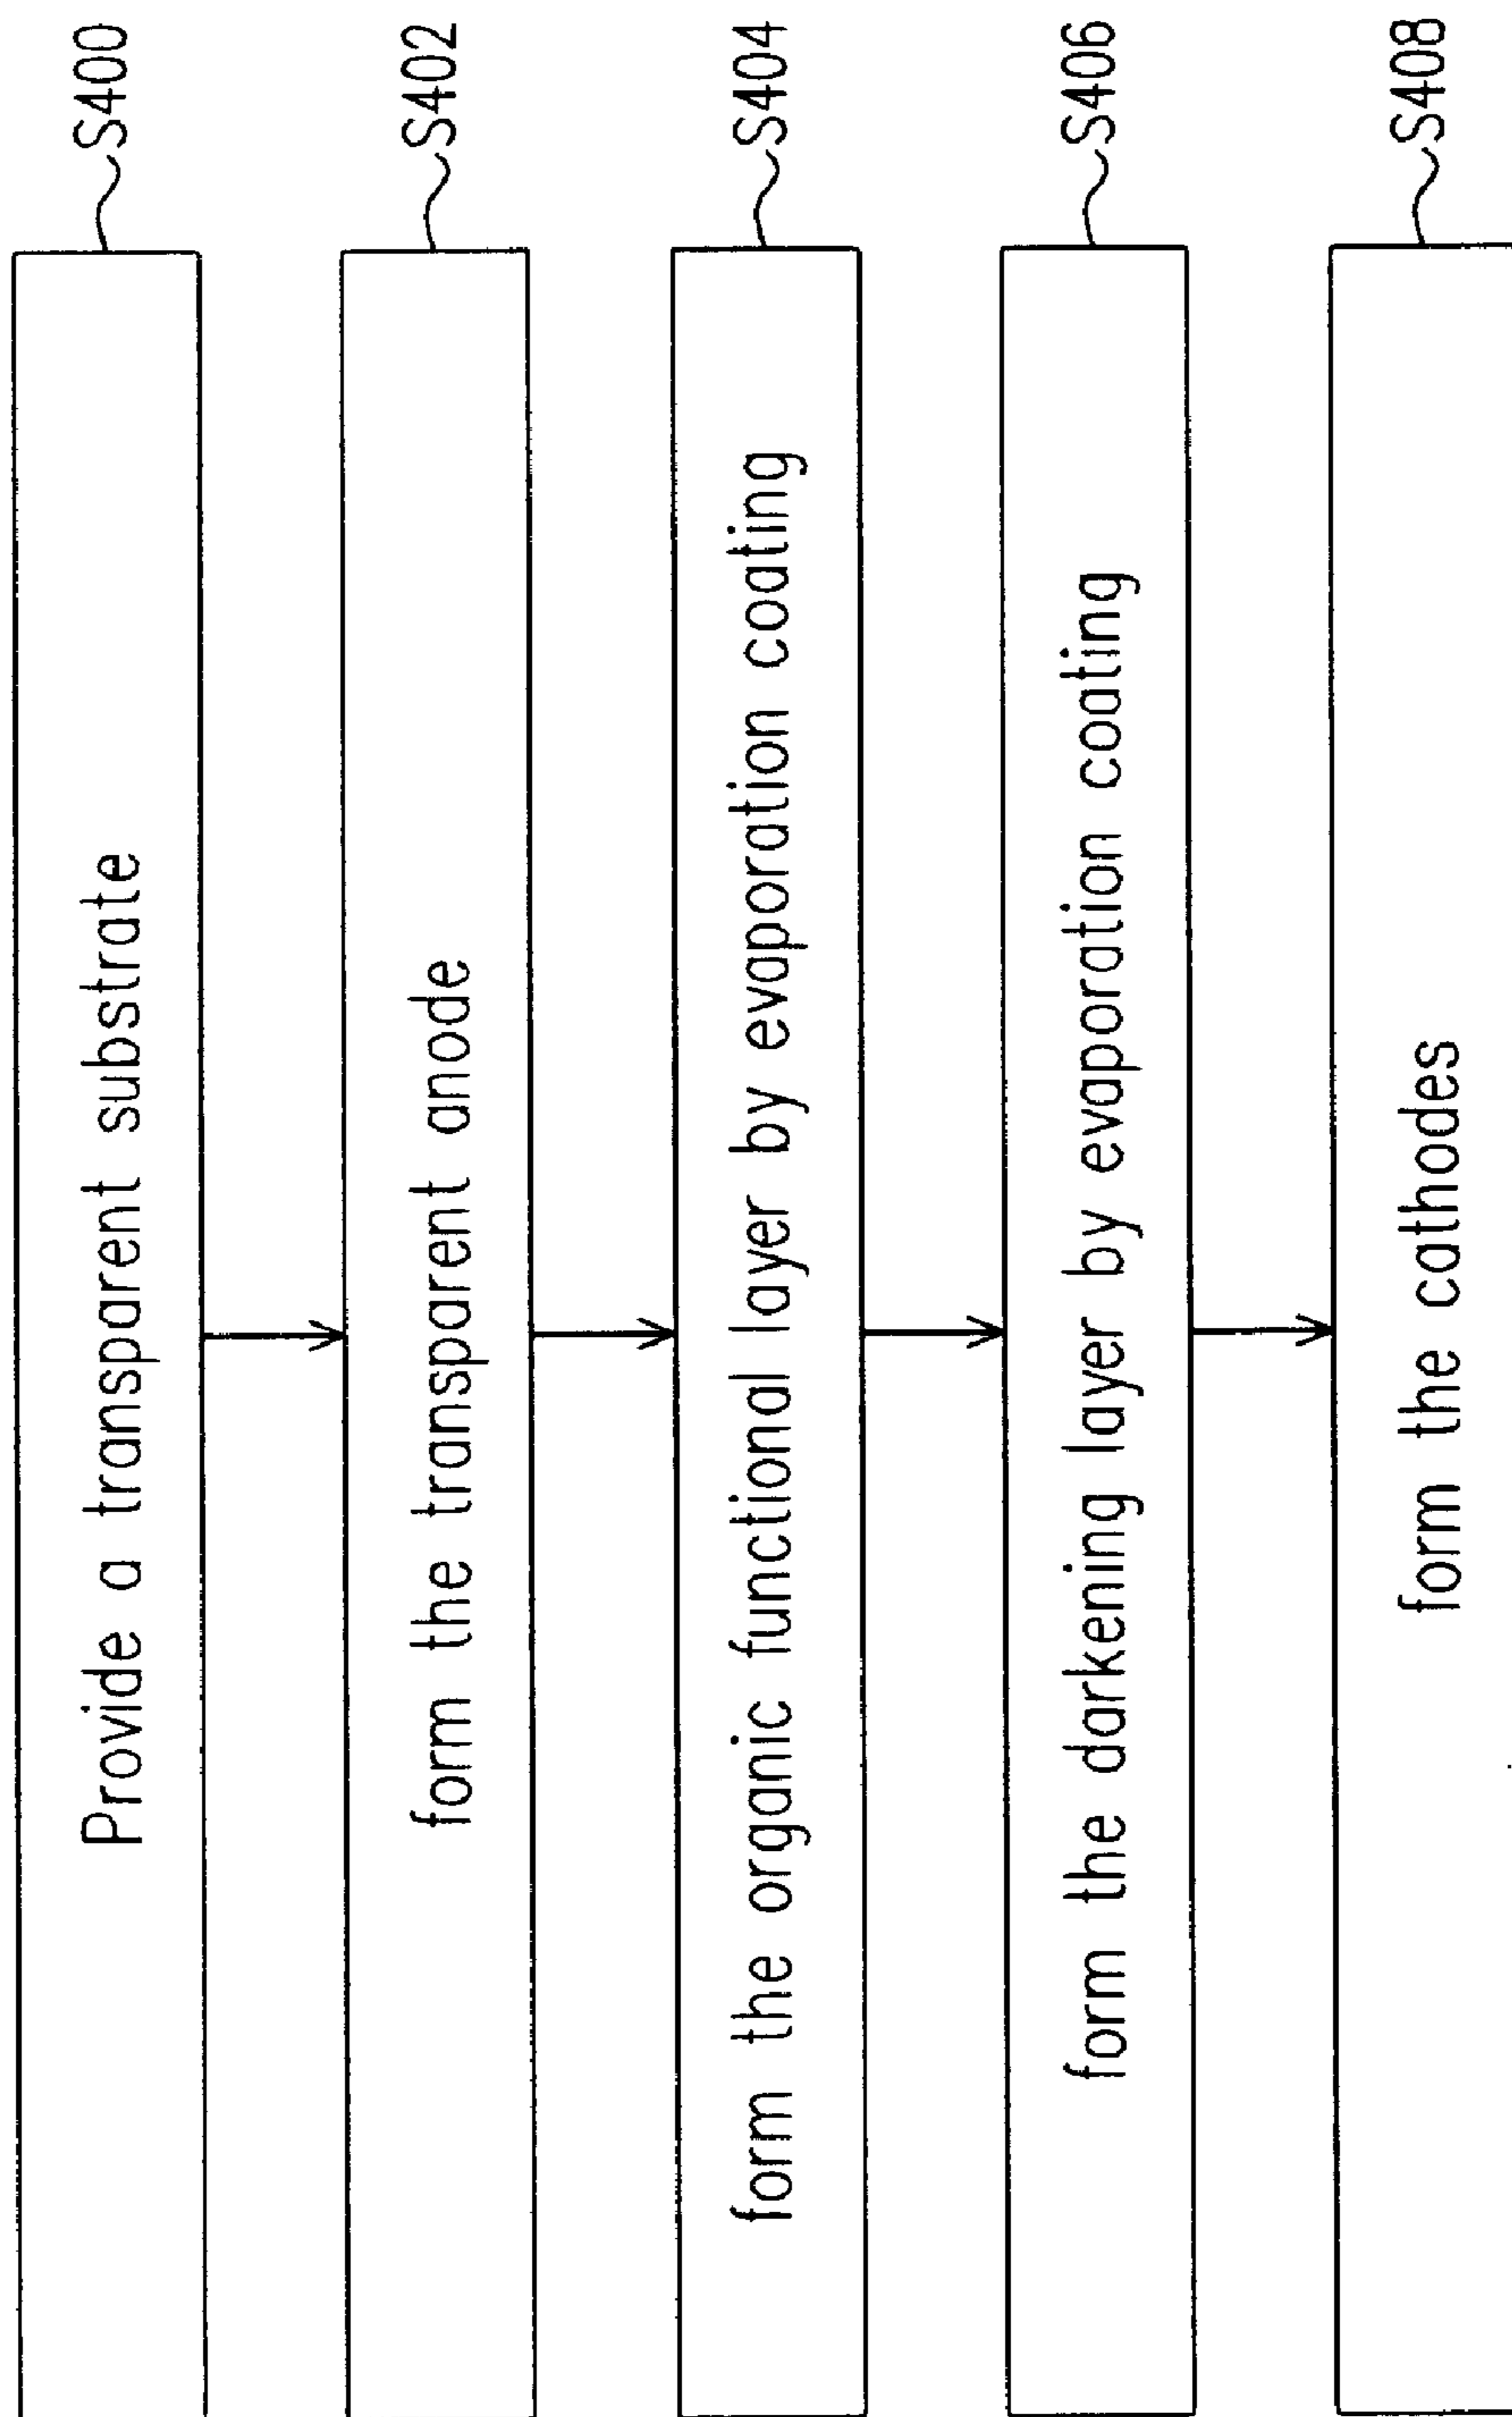 Provide a transparent substrate
S400
form the transparent anode
S402
form the organic functional layer by evaporation coating
S404
form the darkening layer by evaporation coating
S406
form the cathodes
S408